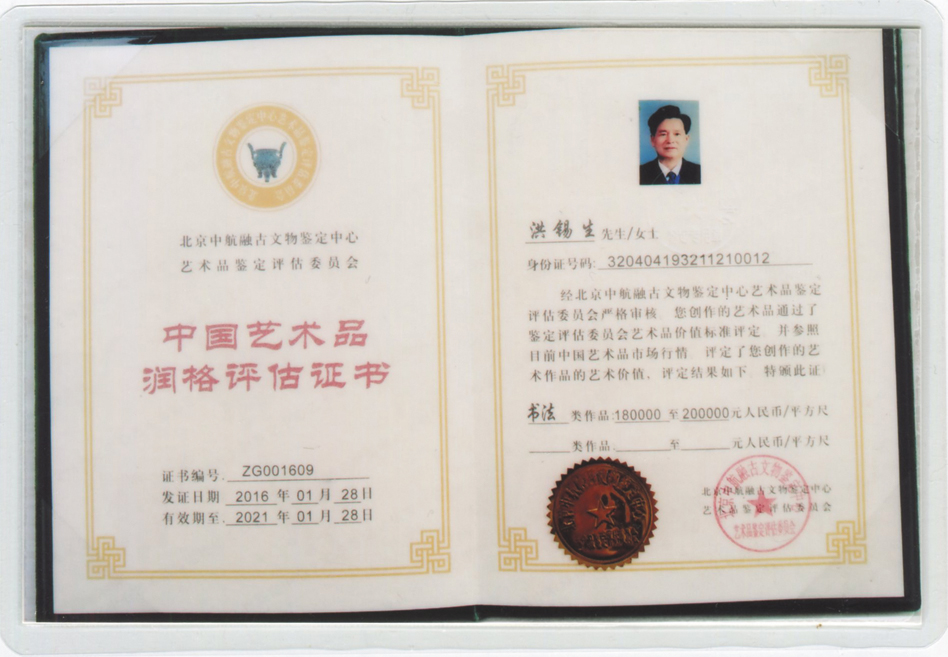 北京中航融古文物鉴定中心
艺术品鉴定评估委员会
中国艺术品
润格评估证书
证书编号: ZG001609
发证日期 2016 年 01 月 28 日
有效期至 2021 年 01 月 28 日
洪锡生 先生/女士
身份证号码: 320404193211210012
经北京中航融古文物鉴定中心艺术品鉴定
评估委员会严格审核,您创作的艺术品通过了
鉴定评估委员会艺术品价值标准评定,并参照
目前中国艺术品市场行情,评定了您创作的艺
术作品的艺术价值,评定结果如下,特颁此证
书法 类作品:180000 至 200000 元人民币/平方尺
类作品: 至 元人民币/平方尺
北京中航融古文物鉴定中心
艺术品鉴定评估委员会